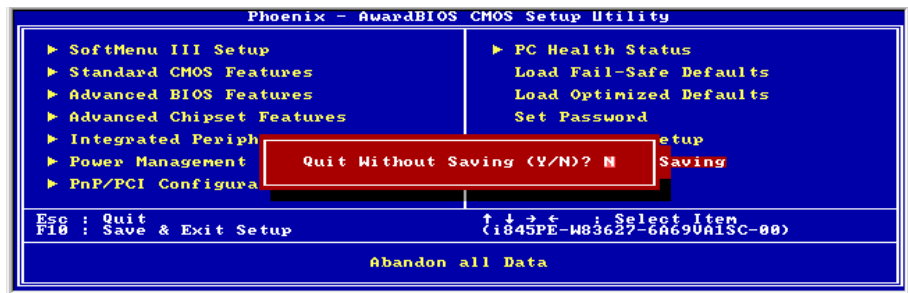 Phoenix - AwardBIOS CMOS Setup Utility
► SoftMenu III Setup
► Standard CMOS Features
► Advanced BIOS Features
► Advanced Chipset Features
► Integrated Periph
► Power Management
► PnP/PCI Configura
► PC Health Status
Load Fail-Safe Defaults
Load Optimized Defaults
Set Password
etup
Saving
Quit Without Saving (Y/N)? N
Esc : Quit
F10 : Save & Exit Setup
↑ ↓ → ← : Select Item
(i845PE-W83627-6A69VA1SC-00)
Abandon all Data